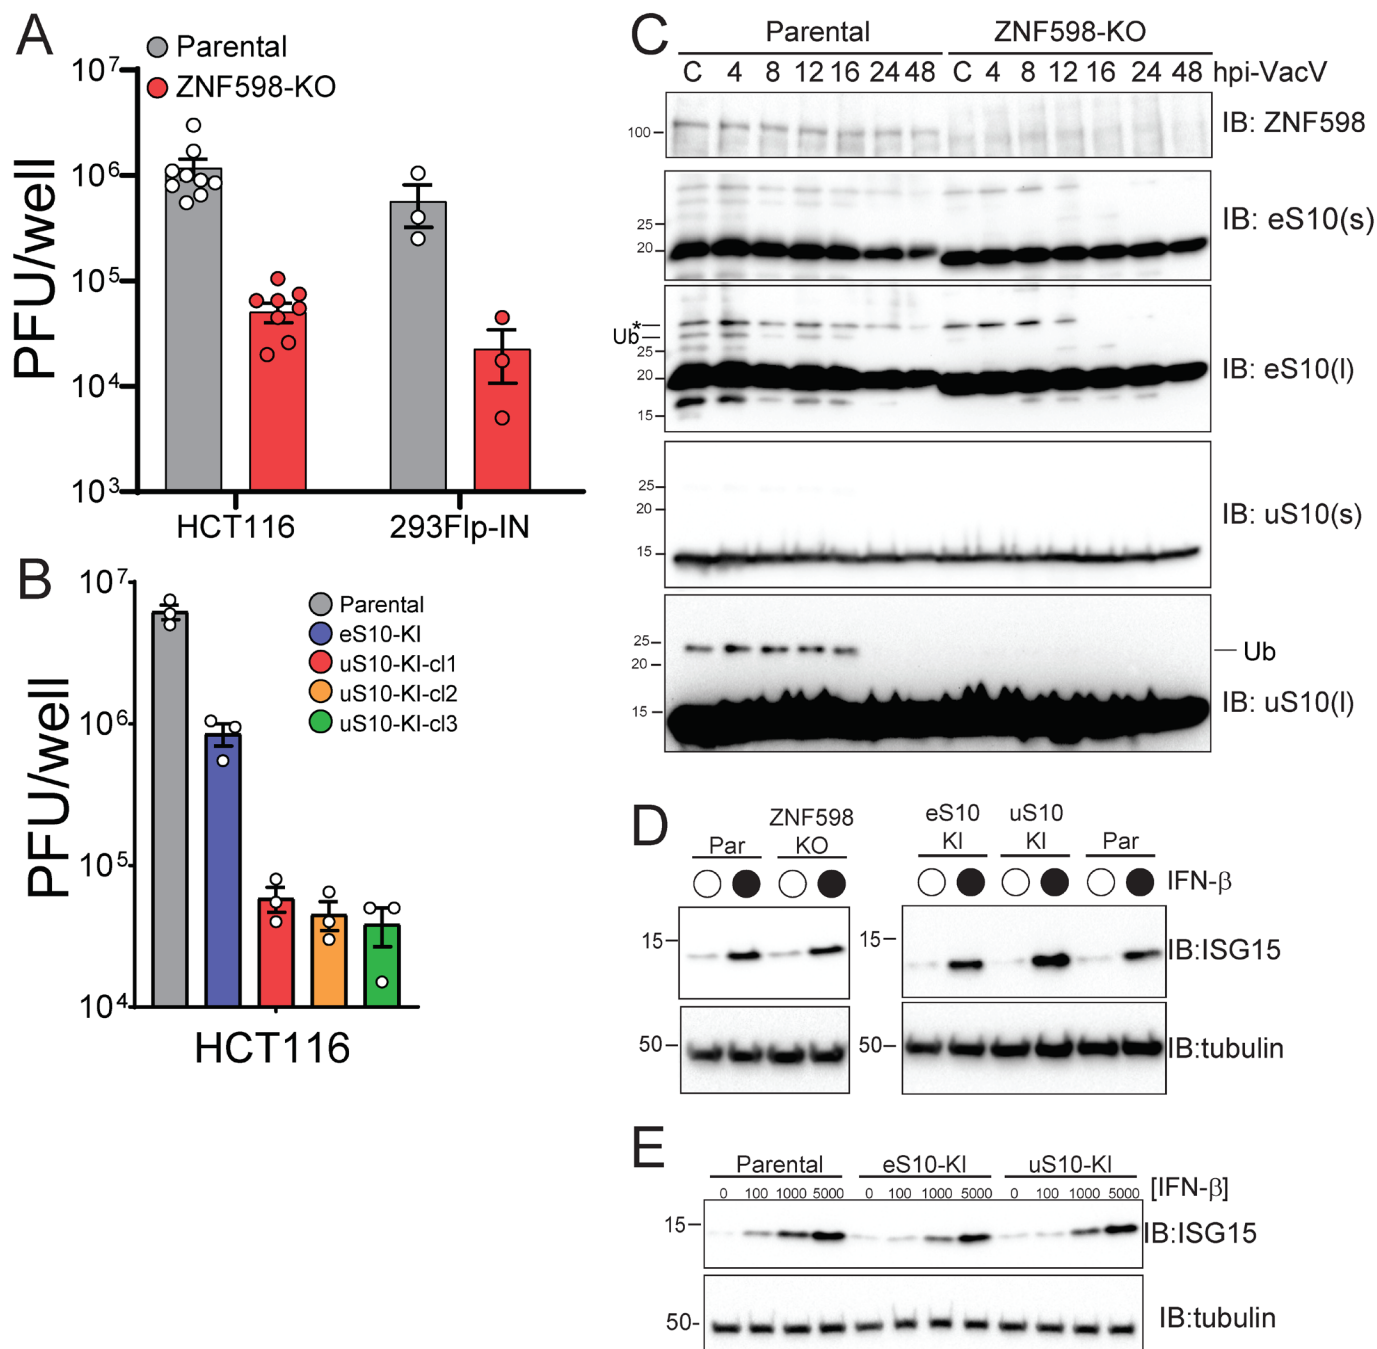 A
Parental
ZNF598-KO
PFU/well
10^7
10^6
10^5
10^4
10^3
HCT116 293Flp-IN
B
Parental
eS10-KI
uS10-KI-cl1
uS10-KI-cl2
uS10-KI-cl3
PFU/well
10^7
10^6
10^5
10^4
HCT116
C
Parental ZNF598-KO
C 4 8 12 16 24 48 C 4 8 12 16 24 48 hpi-VacV
100 IB: ZNF598
25
20
IB: eS10(s)
*
Ub
25
20
15
IB: eS10(l)
25
20
15
IB: uS10(s)
25
20
15
Ub
IB: uS10(l)
D
Par ZNF598 KO eS10 KI uS10 KI Par
IFN-β
15 15 IB:ISG15
50 50 IB:tubulin
E
Parental eS10-KI uS10-KI
0 100 1000 5000 0 100 1000 5000 0 100 1000 5000 [IFN-β]
15 IB:ISG15
50- IB:tubulin